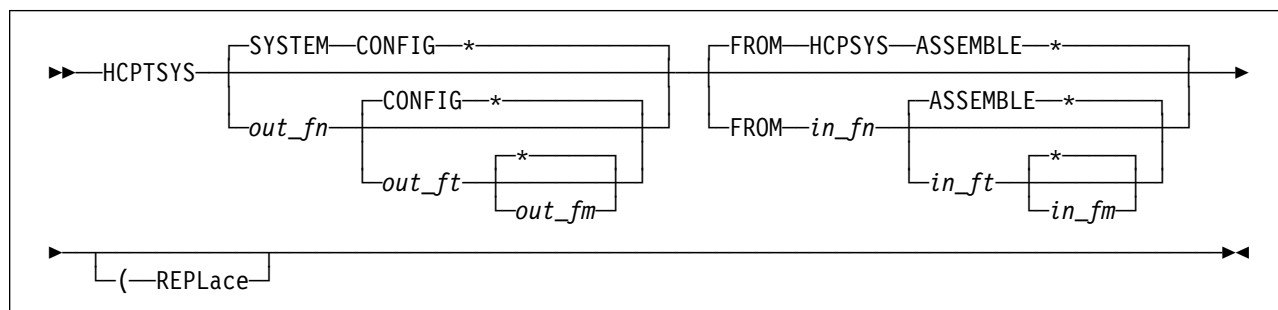 SYSTEM CONFIG * FROM HCPSYS ASSEMBLE *
HCPTSYS
CONFIG * ASSEMBLE *
out_fn FROM in_fn
* *
out_ft in_ft
out_fm in_fm
( REPLace